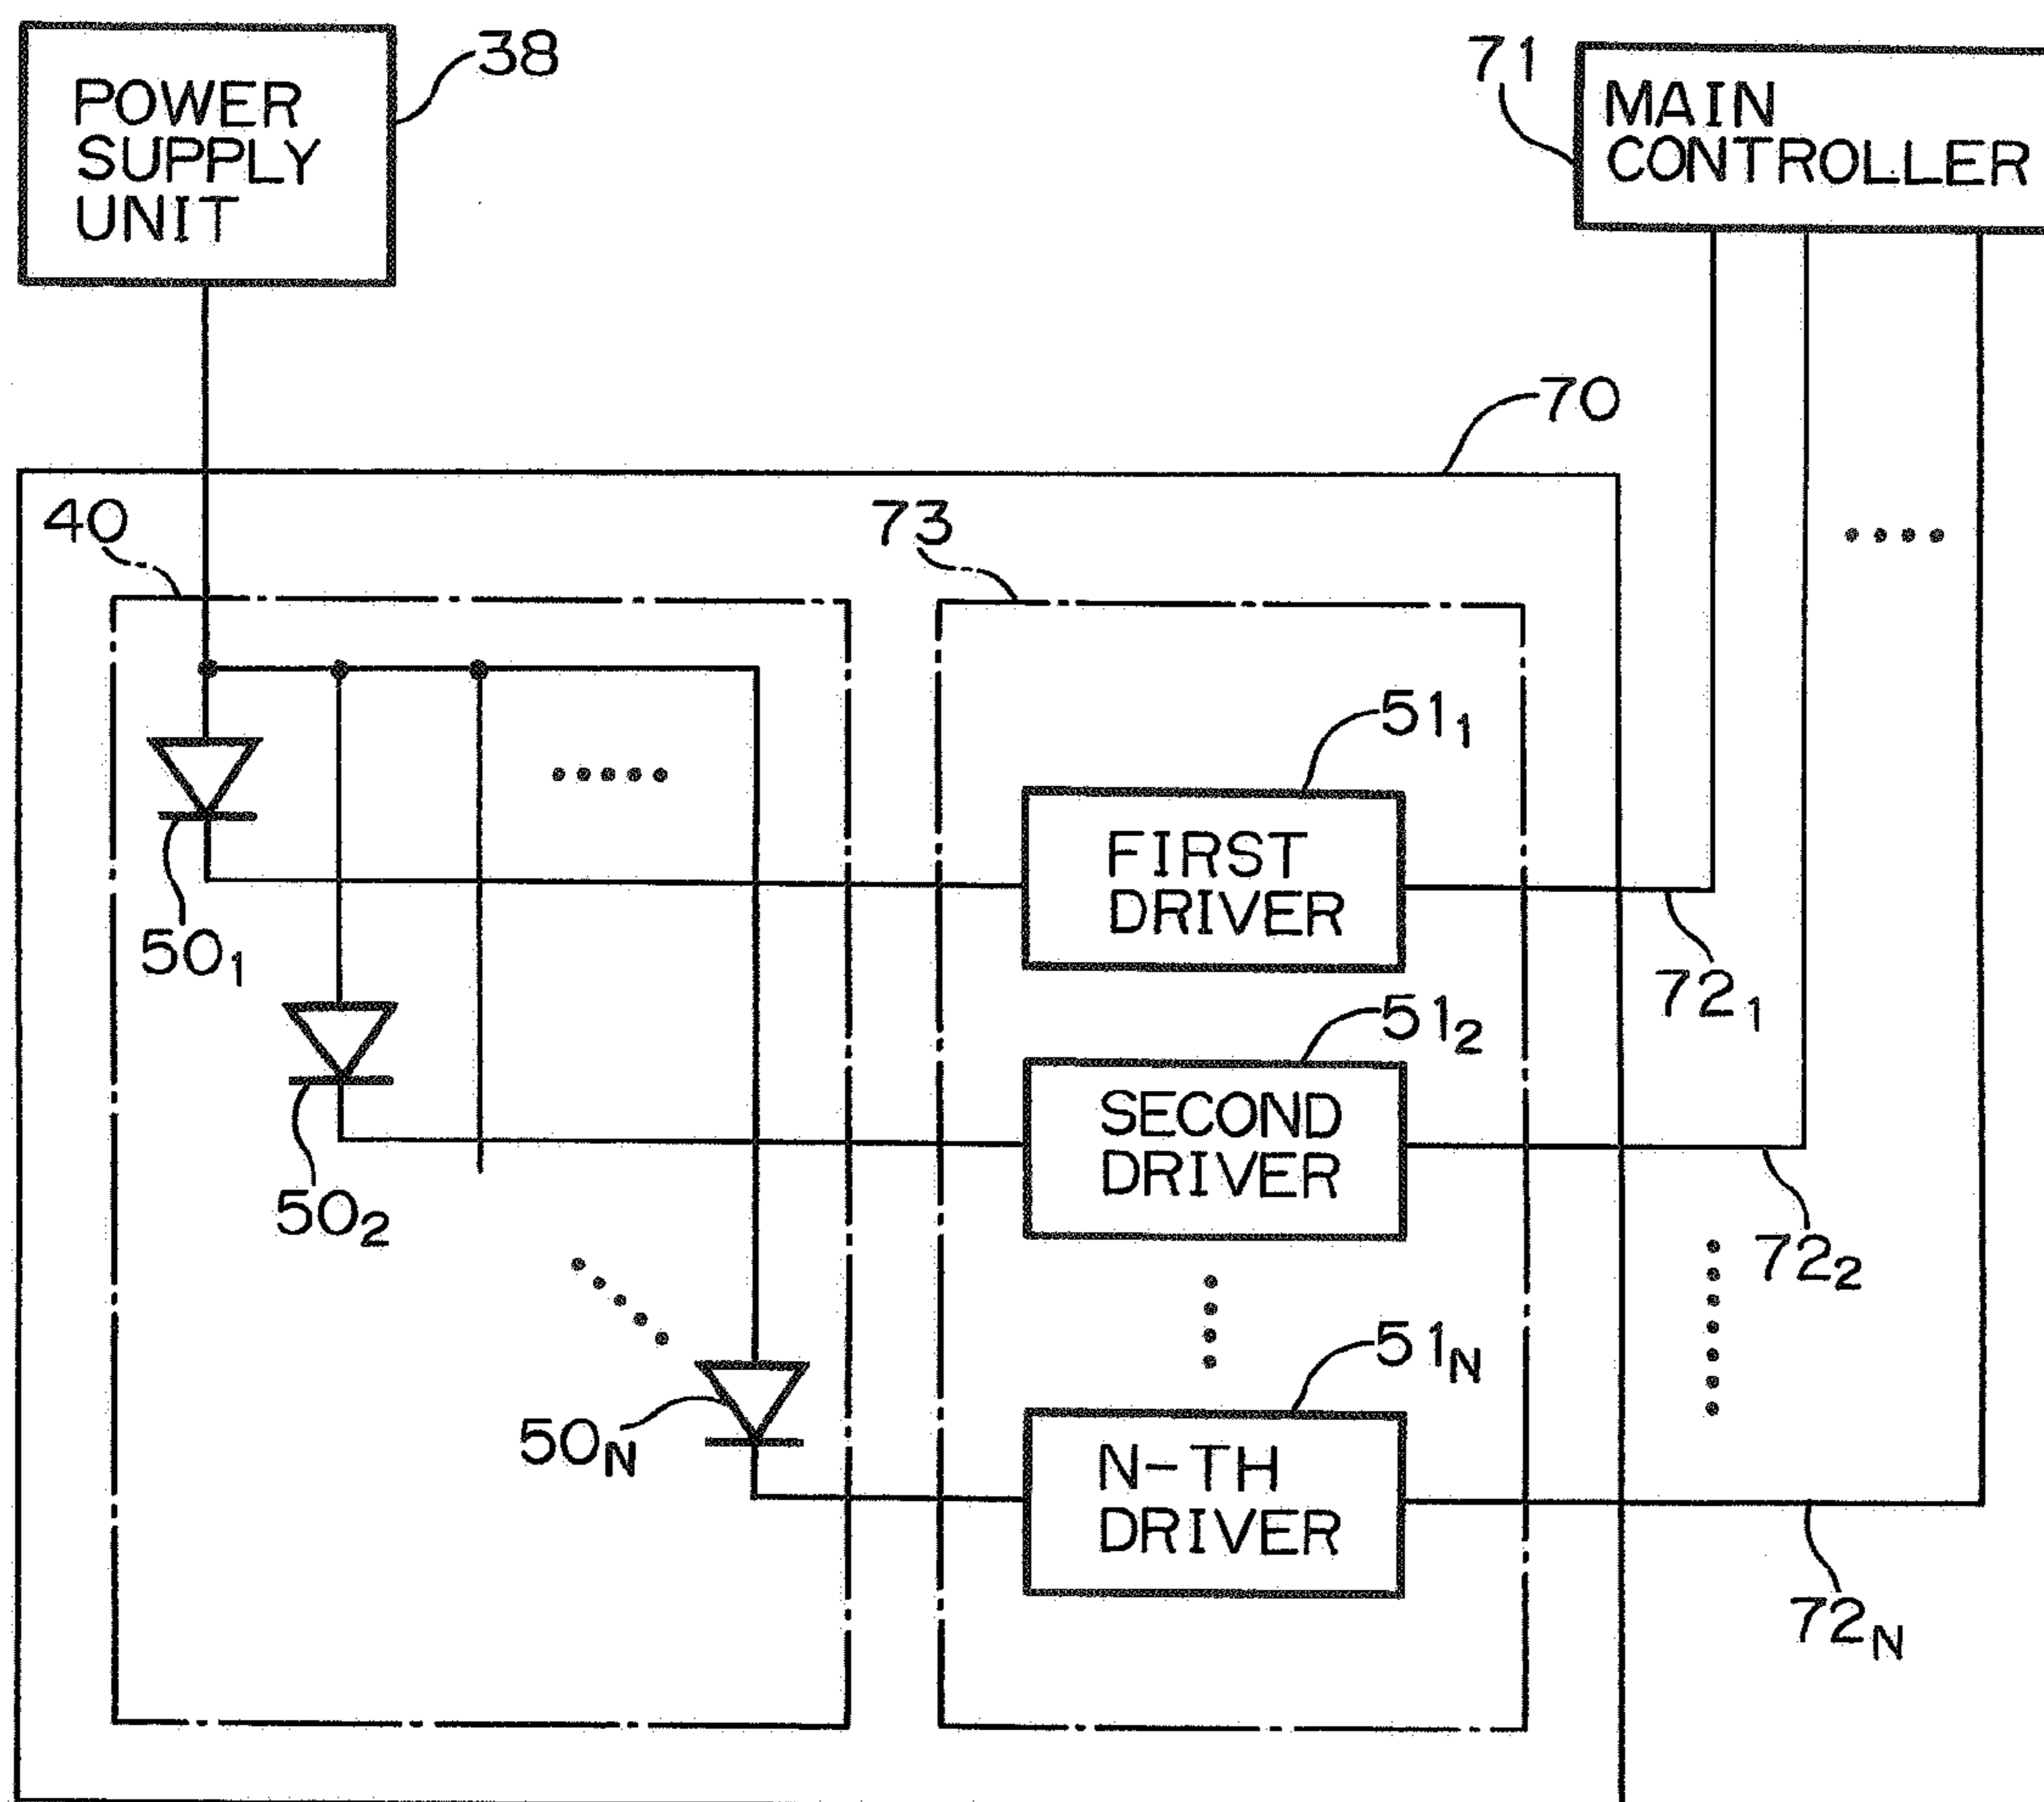 38
POWER
SUPPLY
UNIT
71
MAIN
CONTROLLER
70
40
73
51₁
FIRST
DRIVER
50₁
72₁
51₂
SECOND
DRIVER
50₂
72₂
51N
50N
N-TH
DRIVER
72N